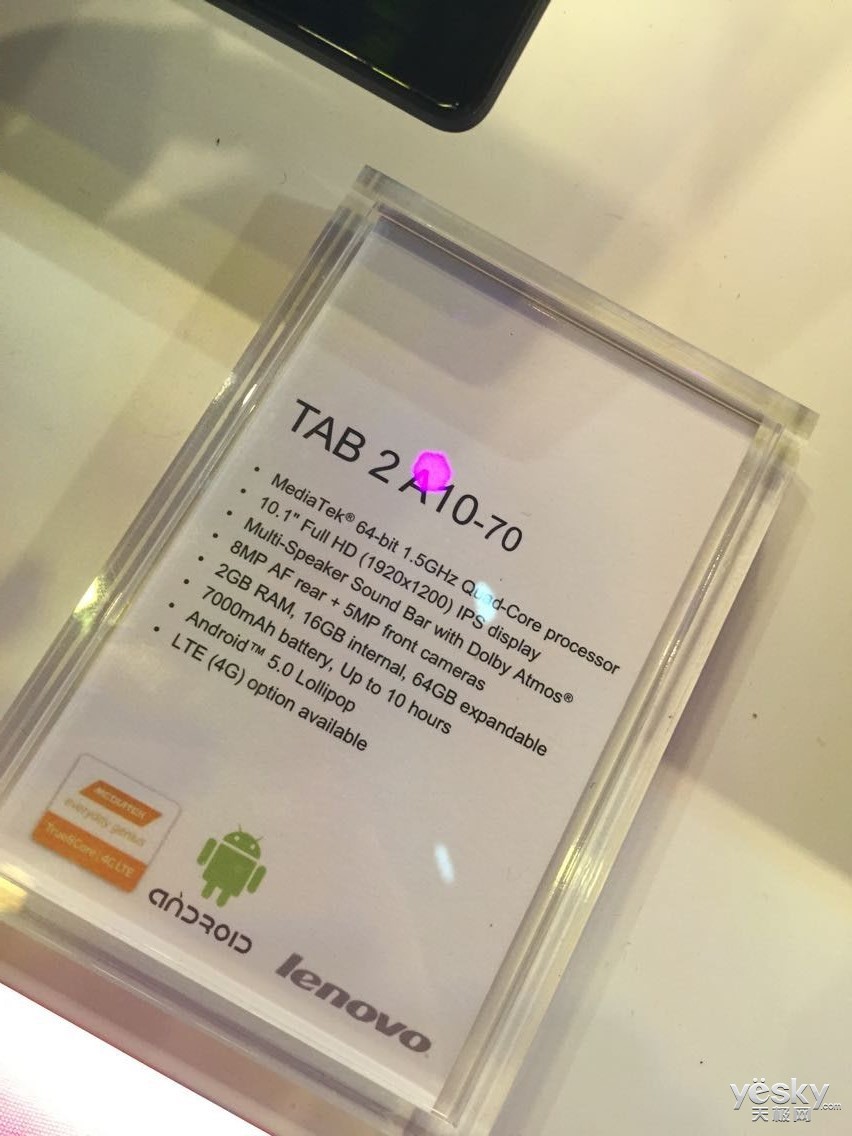 TAB 2 A10-70
• MediaTek® 64-bit 1.5GHz Quad-Core processor
• 10.1" Full HD (1920x1200) IPS display
• Multi-Speaker Sound Bar with Dolby Atmos®
• 8MP AF rear + 5MP front cameras
• 2GB RAM, 16GB internal, 64GB expandable
• 7000mAh battery, Up to 10 hours
• Android™ 5.0 Lollipop
• LTE (4G) option available
MEDIATEK
everyday genius
True8Core | 4G LTE
ANDROID
lenovo
yësky.com
天极网